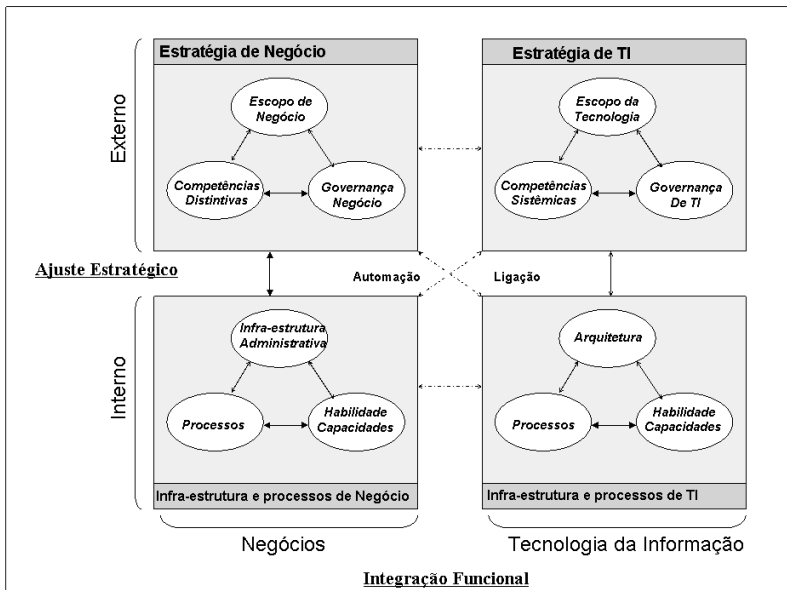 Estratégia de Negócio
Estratégia de TI
Externo
Escopo de
Negócio
Competências
Distintivas
Governança
Negócio
Escopo da
Tecnologia
Competências
Sistêmicas
Governança
De TI
Ajuste Estratégico
Automação
Ligação
Interno
Infra-estrutura
Administrativa
Processos
Habilidade
Capacidades
Arquitetura
Processos
Habilidade
Capacidades
Infra-estrutura e processos de Negócio
Infra-estrutura e processos de TI
Negócios
Tecnologia da Informação
Integração Funcional